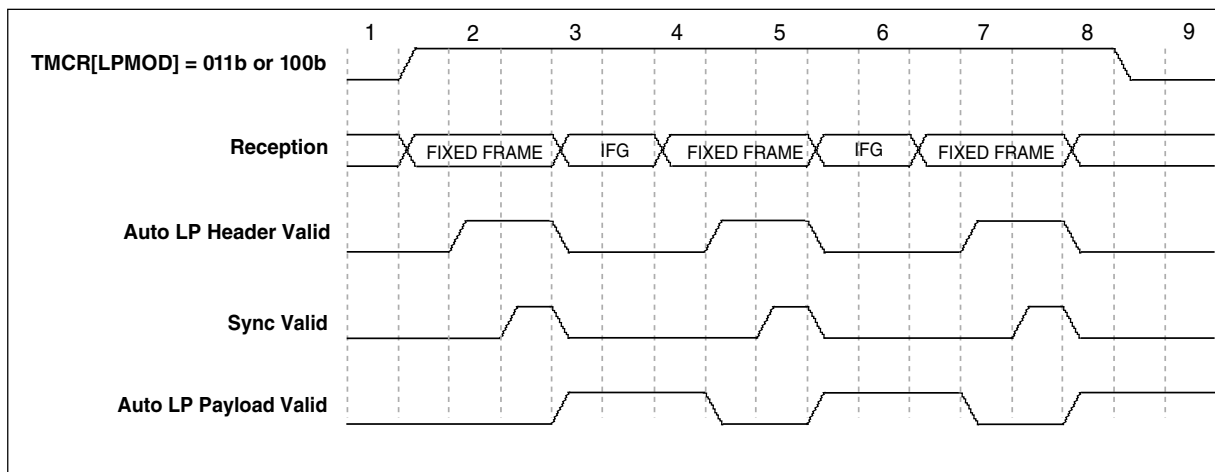 1 2 3 4 5 6 7 8 9
TMCR[LPMOD] = 011b or 100b
Reception FIXED FRAME IFG FIXED FRAME IFG FIXED FRAME
Auto LP Header Valid
Sync Valid
Auto LP Payload Valid